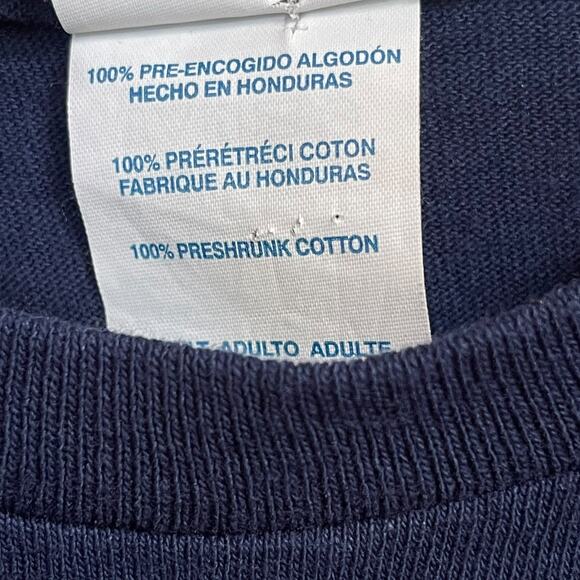 100% PRE-ENCOGIDO ALGODÓN
HECHO EN HONDURAS
100% PRÉRÉTRÉCI COTON
FABRIQUE AU HONDURAS
100% PRESHRUNK COTTON
ADULTO ADULTE